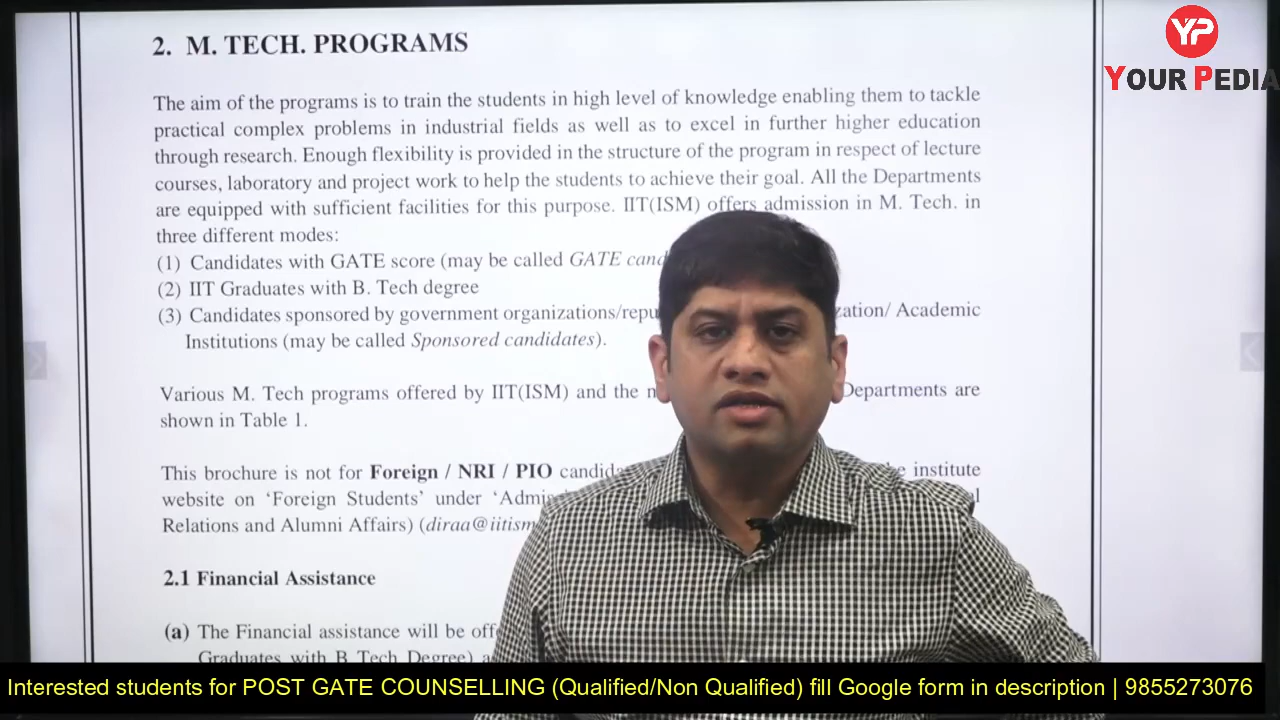 2. M. TECH. PROGRAMS
YP
YOUR PEDIA
The aim of the programs is to train the students in high level of knowledge enabling them to tackle
practical complex problems in industrial fields as well as to excel in further higher education
through research. Enough flexibility is provided in the structure of the program in respect of lecture
courses, laboratory and project work to help the students to achieve their goal. All the Departments
are equipped with sufficient facilities for this purpose. IIT(ISM) offers admission in M. Tech. in
three different modes:
(1) Candidates with GATE score (may be called GATE
(2) IIT Graduates with B. Tech degree
(3) Candidates sponsored by government Academic
Institutions (may be called Sponsored candidates).
Various M. Tech programs offered by IIT(ISM) and the Departments are
shown in Table 1.
This brochure is not for Foreign / NRI / PIO institute
website on ‘Foreign Students’ under
Relations and Alumni Affairs)
2.1 Financial Assistance
(a) The Financial assistance will be
Graduates with B Tech Degree)
Interested students for POST GATE COUNSELLING (Qualified/Non Qualified) fill Google form in description | 9855273076